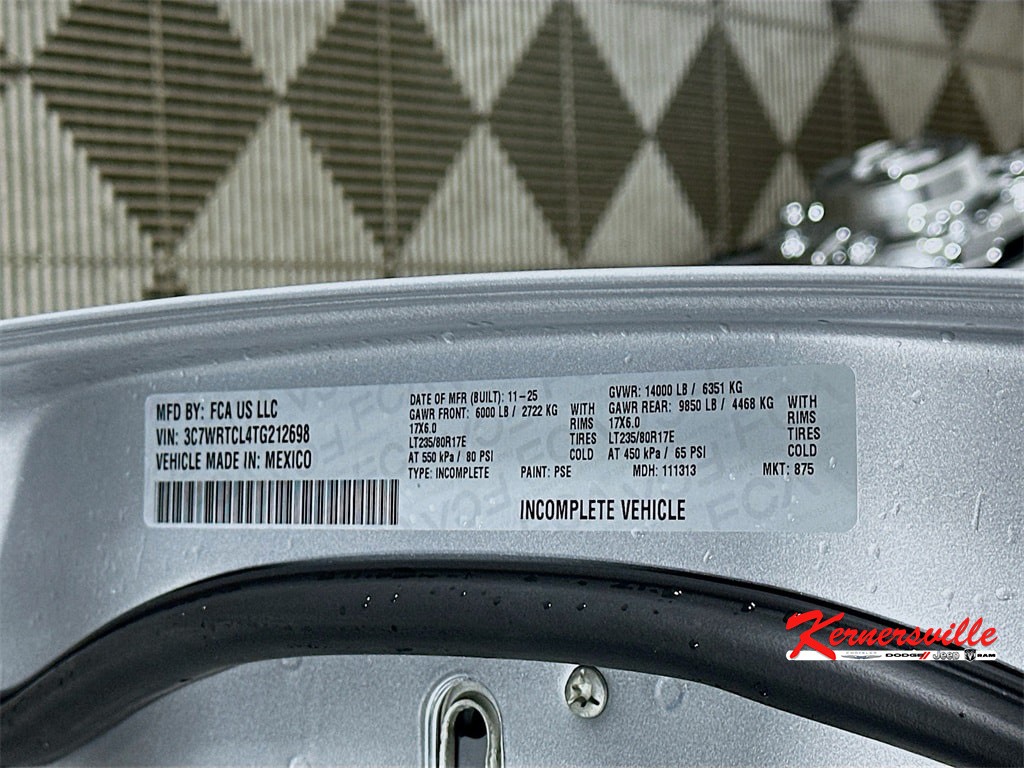 MFD BY: FCA US LLC
VIN: 3C7WRTCL4TG212698
VEHICLE MADE IN: MEXICO
DATE OF MFR (BUILT): 11-25
GAWR FRONT: 6000 LB / 2722 KG WITH
17X6.0 RIMS
LT235/80R17E TIRES
AT 550 kPa / 80 PSI COLD
TYPE: INCOMPLETE PAINT: PSE
GVWR: 14000 LB / 6351 KG
GAWR REAR: 9850 LB / 4468 KG WITH
17X6.0 RIMS
LT235/80R17E TIRES
AT 450 kPa / 65 PSI COLD
MDH: 111313 MKT: 875
INCOMPLETE VEHICLE
Kernersville
CHRYSLER DODGE Jeep RAM